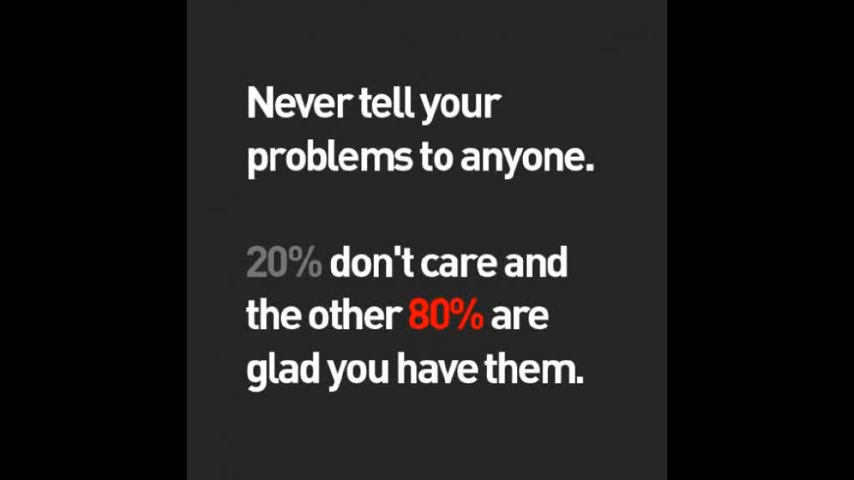 Never tell your
problems to anyone.
20% don't care and
the other 80% are
glad you have them.